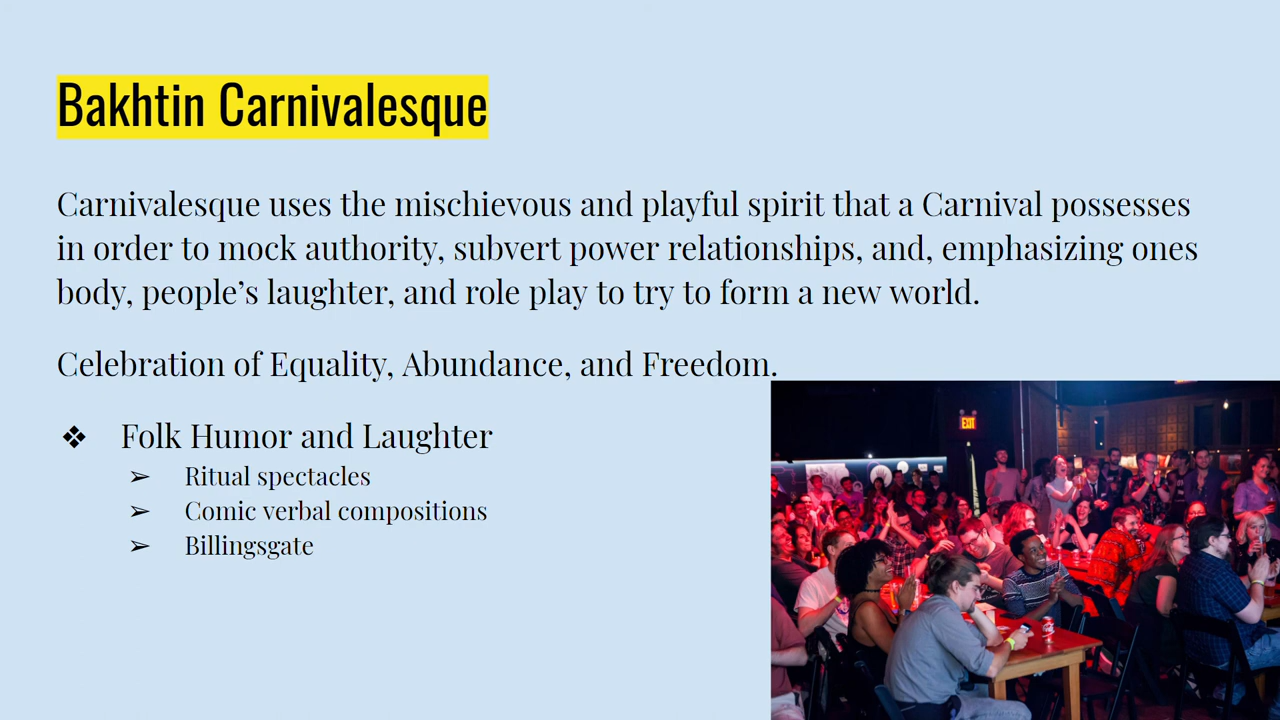 Bakhtin Carnivalesque
Carnivalesque uses the mischievous and playful spirit that a Carnival possesses
in order to mock authority, subvert power relationships, and, emphasizing ones
body, people’s laughter, and role play to try to form a new world.
Celebration of Equality, Abundance, and Freedom.
❖ Folk Humor and Laughter
➢ Ritual spectacles
➢ Comic verbal compositions
➢ Billingsgate
EXIT